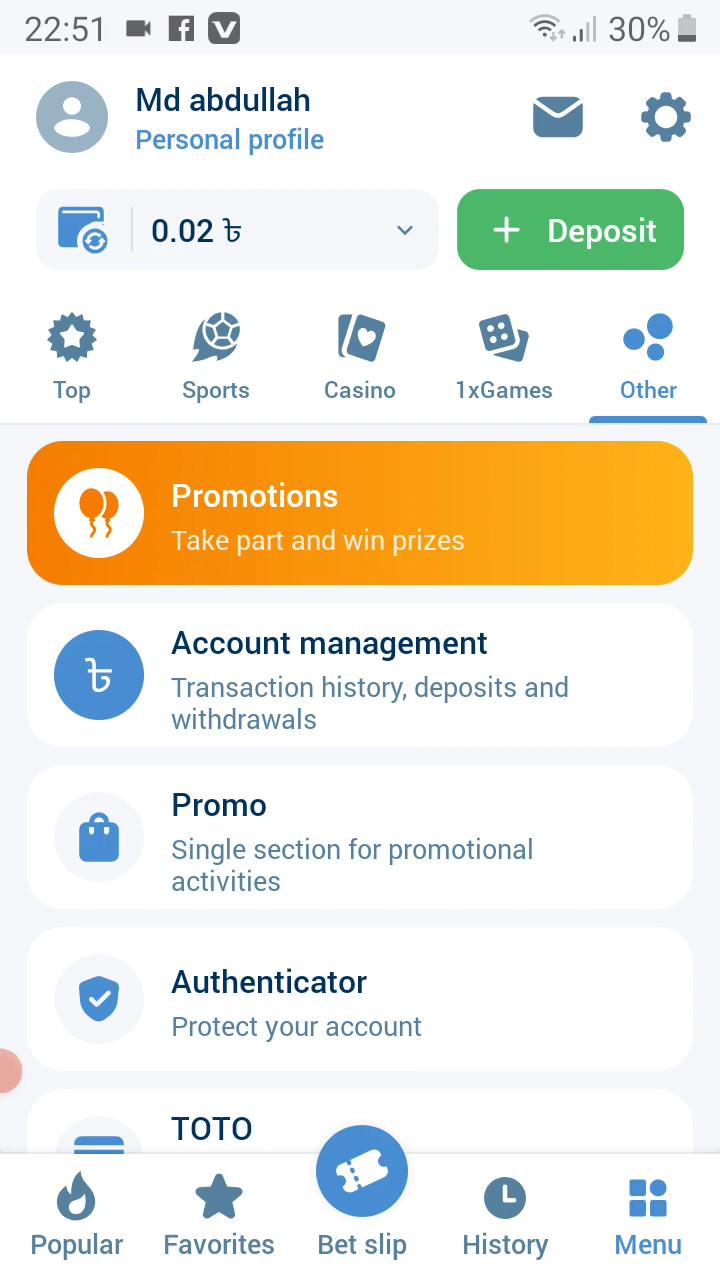 22:51
30%
Md abdullah
Personal profile
0.02 ৳
+ Deposit
Top
Sports
Casino
1xGames
Other
Promotions
Take part and win prizes
৳
Account management
Transaction history, deposits and
withdrawals
Promo
Single section for promotional
activities
Authenticator
Protect your account
TOTO
Popular
Favorites
Bet slip
History
Menu